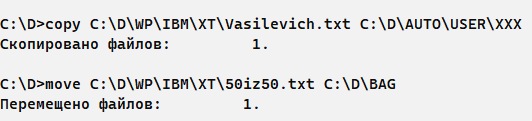 C:\D>copy C:\D\WP\IBM\XT\Vasilevich.txt C:\D\AUTO\USER\XXX
Скопировано файлов:         1.
C:\D>move C:\D\WP\IBM\XT\50iz50.txt C:\D\BAG
Перемещено файлов:         1.